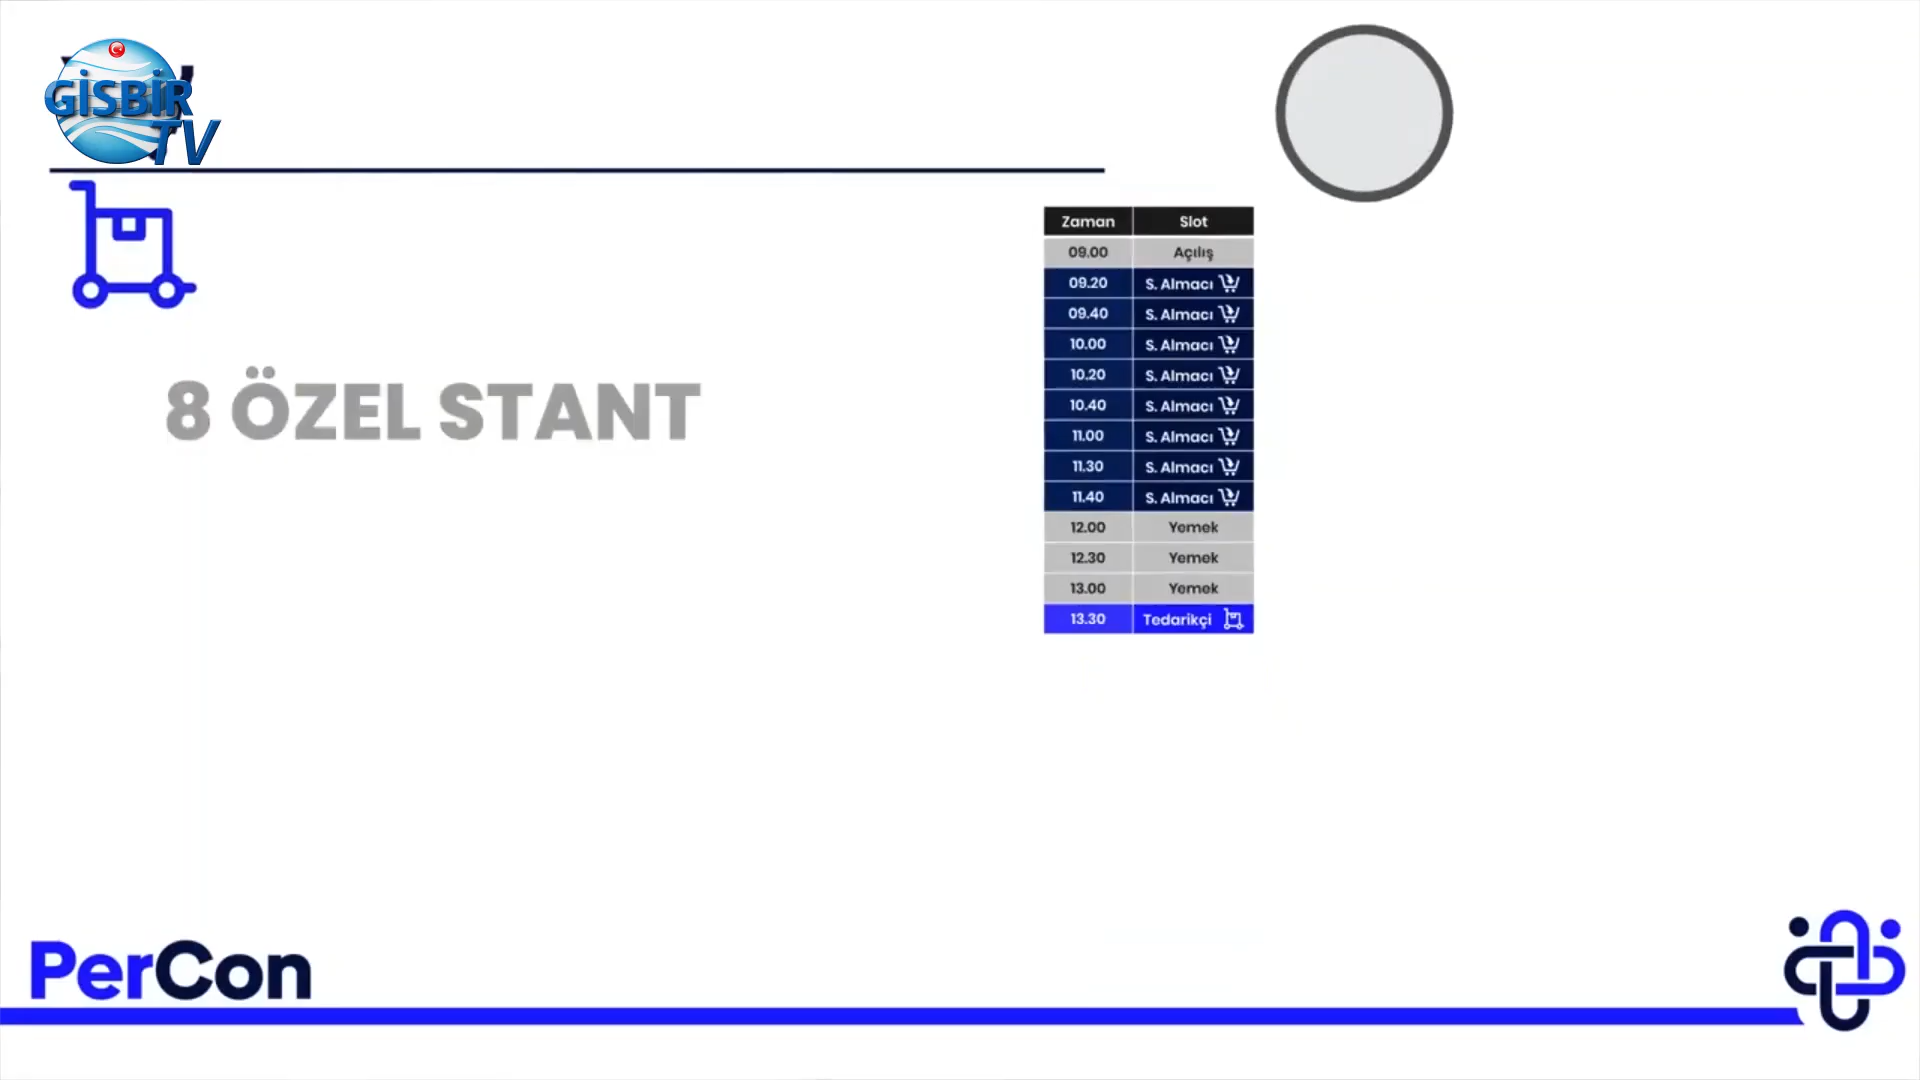 GİSBİR
TV
8 ÖZEL STANT
Zaman Slot
09.00 Açılış
09.20 S. Almacı
09.40 S. Almacı
10.00 S. Almacı
10.20 S. Almacı
10.40 S. Almacı
11.00 S. Almacı
11.30 S. Almacı
11.40 S. Almacı
12.00 Yemek
12.30 Yemek
13.00 Yemek
13.30 Tedarikçi
PerCon